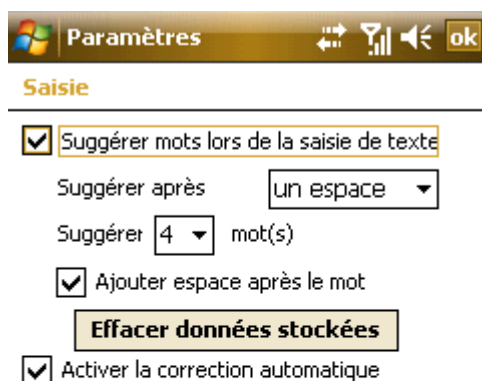 Paramètres ok
Saisie
Suggérer mots lors de la saisie de texte
Suggérer après un espace
Suggérer 4 mot(s)
Ajouter espace après le mot
Effacer données stockées
Activer la correction automatique